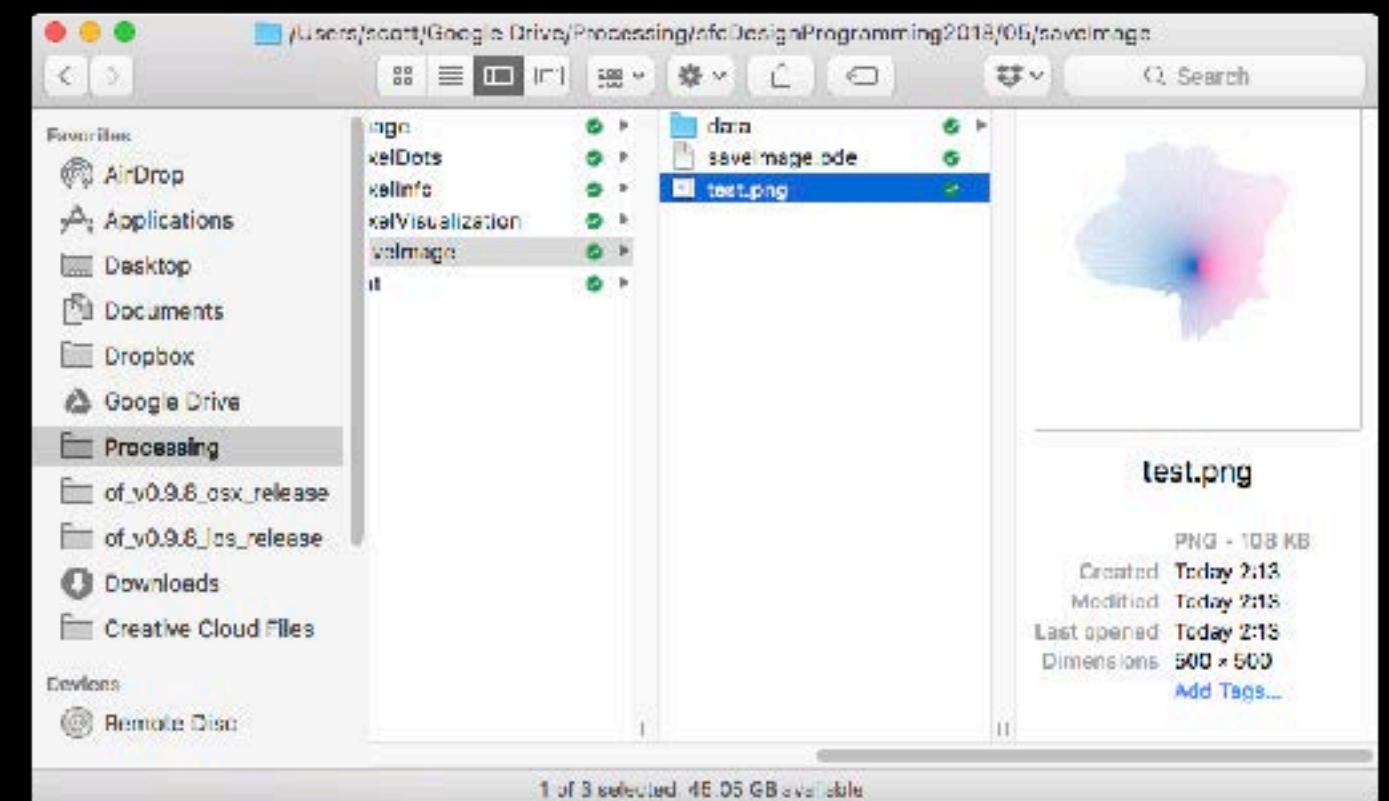 /Users/scott/Google Drive/Processing/sfcDesignProgramming2018/05/saveImage
Search
Favorites
AirDrop
Applications
Desktop
Documents
Dropbox
Google Drive
Processing
of_v0.9.8_osx_release
of_v0.9.8_ios_release
Downloads
Creative Cloud Files
Devices
Remote Disc
age
xelDots
xelInfo
xelVisualization
veImage
data
saveImage.pde
test.png
test.png
PNG - 108 KB
Created Today 2:13
Modified Today 2:13
Last opened Today 2:13
Dimensions 500 × 500
Add Tags...
1 of 3 selected, 45.05 GB available